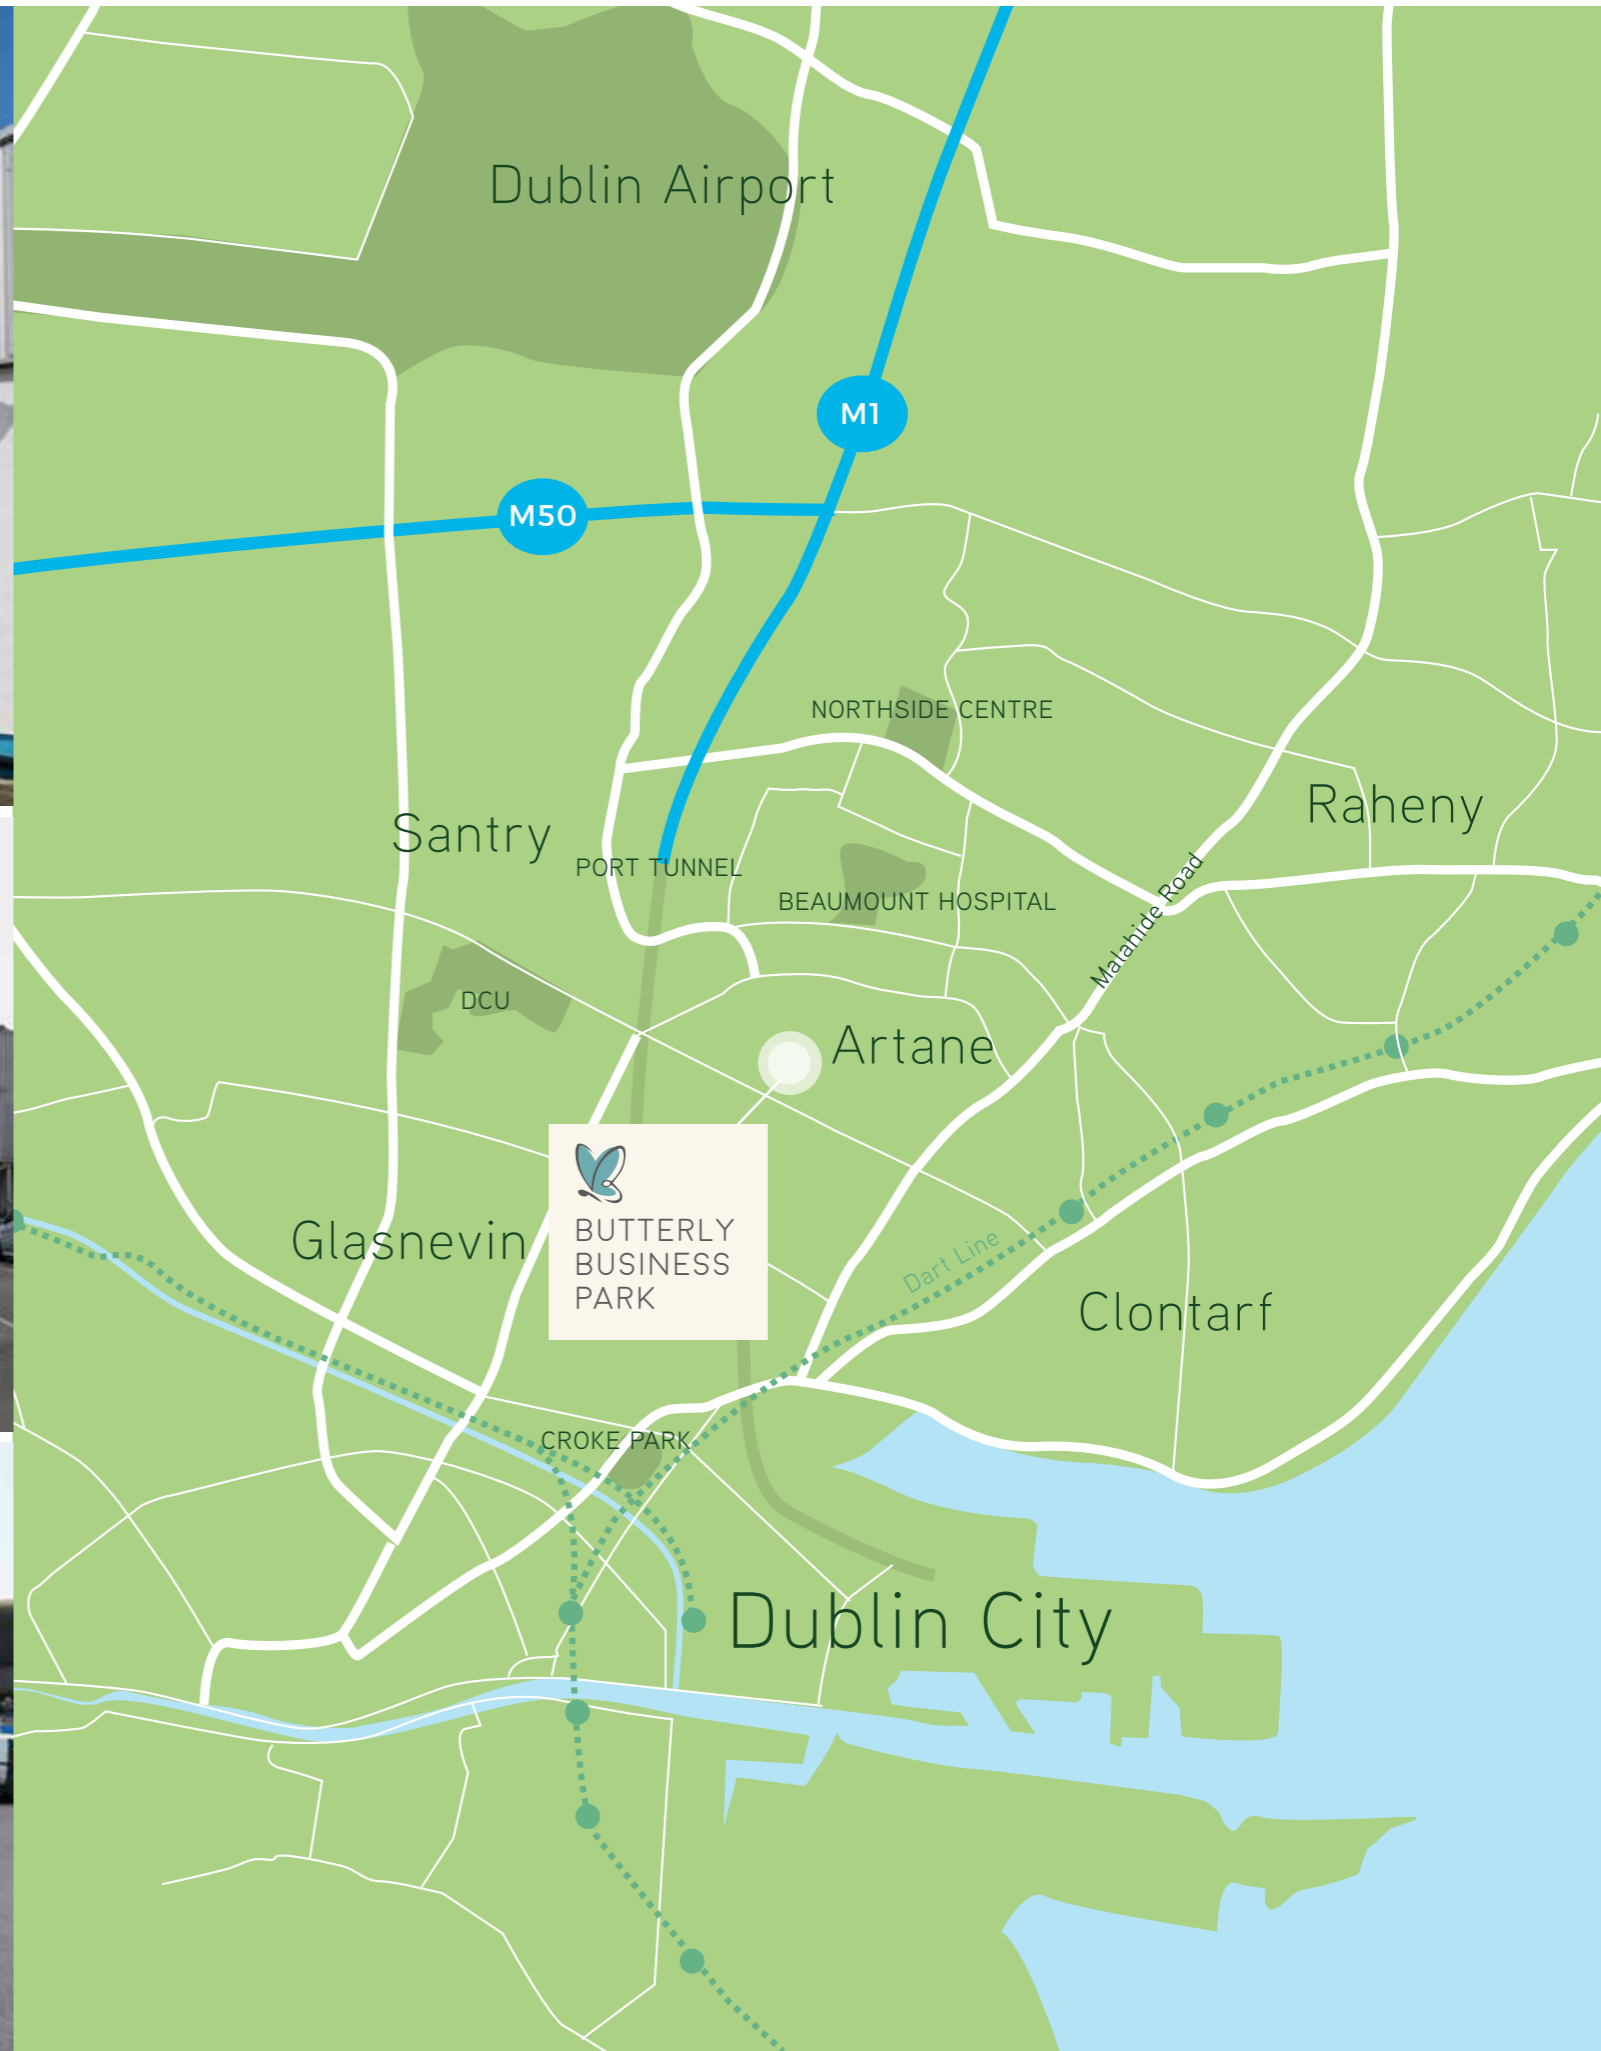 Dublin Airport
M1
M50
NORTHSIDE CENTRE
Raheny
Santry
PORT TUNNEL
BEAUMOUNT HOSPITAL
Malahide Road
DCU
Artane
BUTTERLY
BUSINESS
PARK
Glasnevin
Dart Line
Clontarf
CROKE PARK
Dublin City